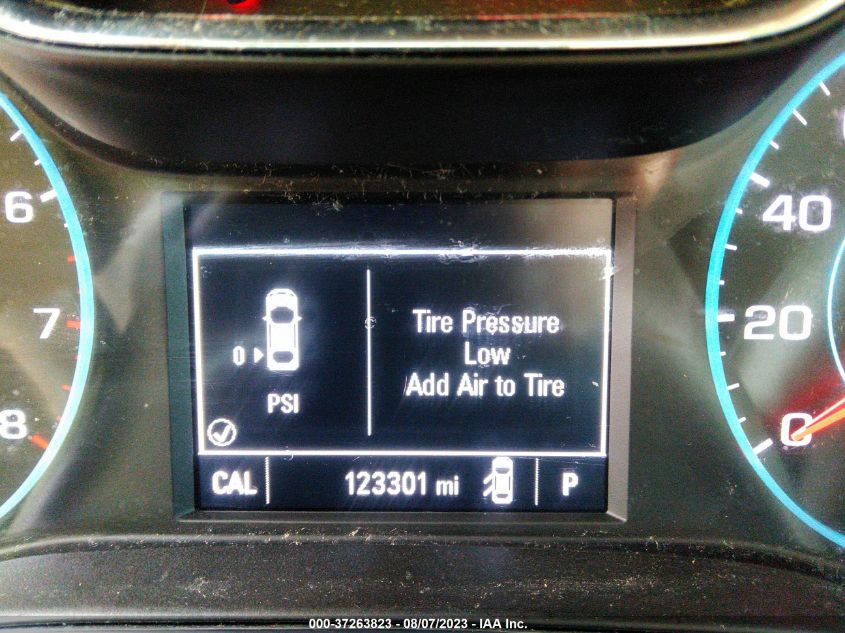 6
7
8
40
20
0
0
PSI
Tire Pressure
Low
Add Air to Tire
CAL
123301 mi
P
000-37263823 - 08/07/2023 - IAA Inc.